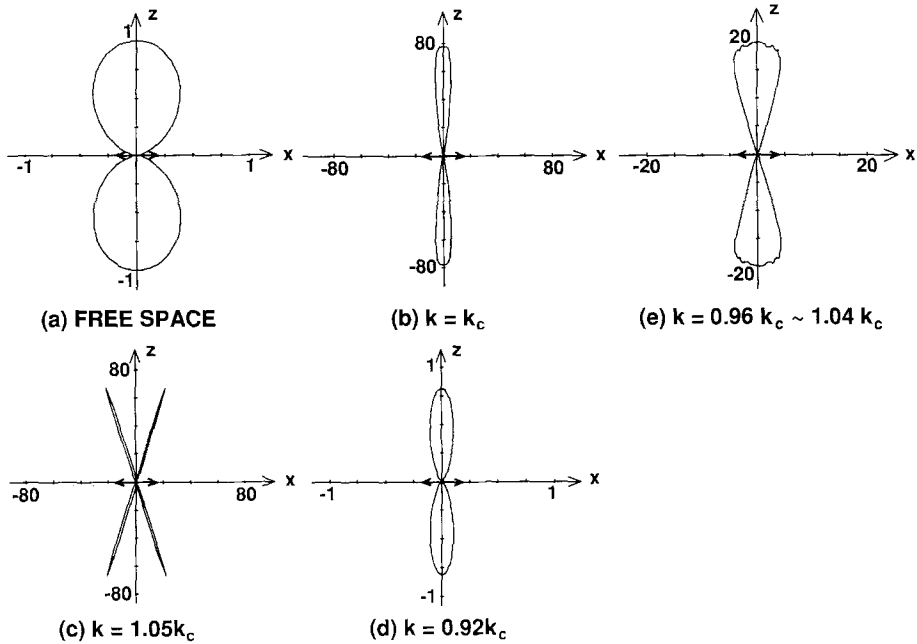 z
1
-1
1
x
-1
(a) FREE SPACE
z
80
-80
80
x
-80
(b) k = k_c
z
20
-20
20
x
-20
(e) k = 0.96 k_c ~ 1.04 k_c
z
80
-80
80
x
-80
(c) k = 1.05k_c
z
1
-1
1
x
-1
(d) k = 0.92k_c